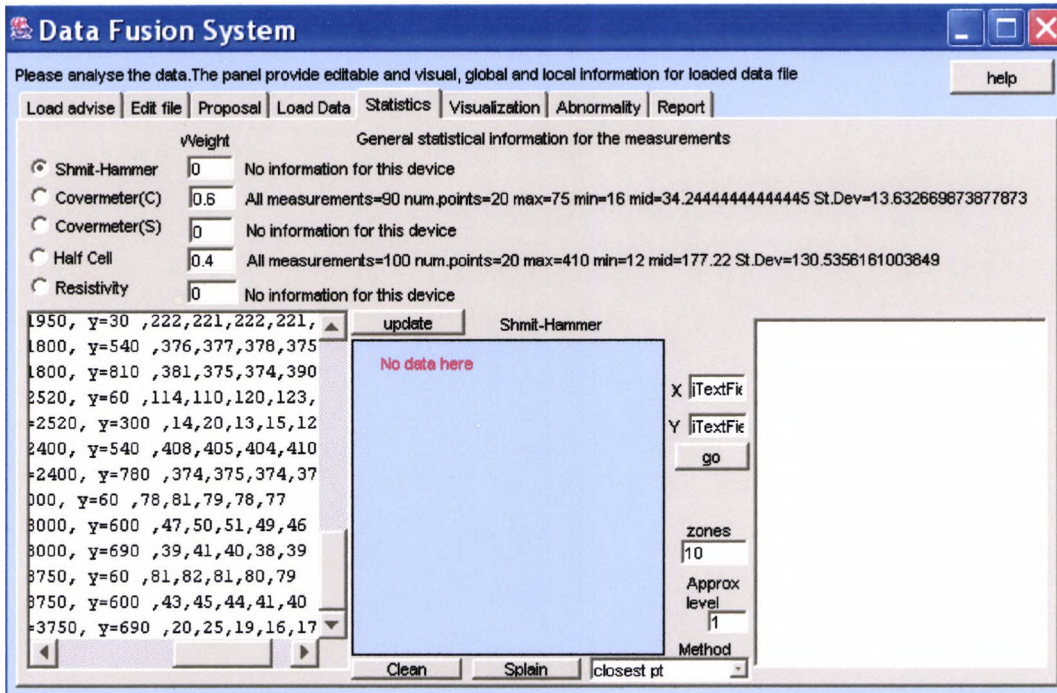 Data Fusion System
Please analyse the data.The panel provide editable and visual, global and local information for loaded data file
help
Load advise Edit file Proposal Load Data Statistics Visualization Abnormality Report
Weight General statistical information for the measurements
Shmit-Hammer 0 No information for this device
Covermeter(C) 0.6 All measurements=90 num.points=20 max=75 min=16 mid=34.24444444444445 St.Dev=13.632669873877873
Covermeter(S) 0 No information for this device
Half Cell 0.4 All measurements=100 num.points=20 max=410 min=12 mid=177.22 St.Dev=130.5356161003849
Resistivity 0 No information for this device
1950, y=30 ,222,221,222,221,
1800, y=540 ,376,377,378,375
1800, y=810 ,381,375,374,390
2520, y=60 ,114,110,120,123,
=2520, y=300 ,14,20,13,15,12
2400, y=540 ,408,405,404,410
=2400, y=780 ,374,375,374,37
000, y=60 ,78,81,79,78,77
3000, y=600 ,47,50,51,49,46
3000, y=690 ,39,41,40,38,39
3750, y=60 ,81,82,81,80,79
3750, y=600 ,43,45,44,41,40
=3750, y=690 ,20,25,19,16,17
update Shmit-Hammer
No data here
X jTextFie
Y jTextFie
go
zones
10
Approx
level
1
Method
Clean Splain closest pt